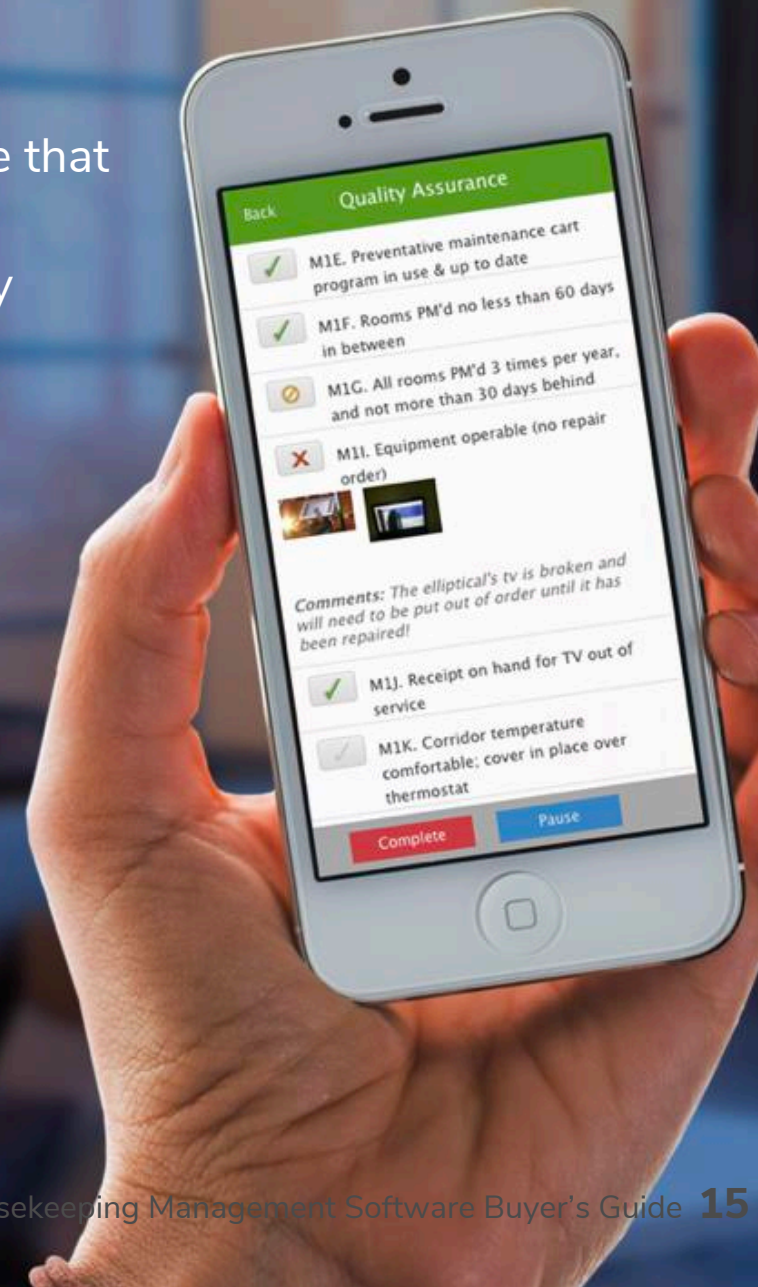 e that
y
Back
Quality Assurance
M1E. Preventative maintenance cart
program in use & up to date
M1F. Rooms PM'd no less than 60 days
in between
M1G. All rooms PM'd 3 times per year,
and not more than 30 days behind
M1I. Equipment operable (no repair
order)
Comments: The elliptical's tv is broken and
will need to be put out of order until it has
been repaired!
M1J. Receipt on hand for TV out of
service
M1K. Corridor temperature
comfortable; cover in place over
thermostat
Complete
Pause
sekeeping Management Software Buyer's Guide 15